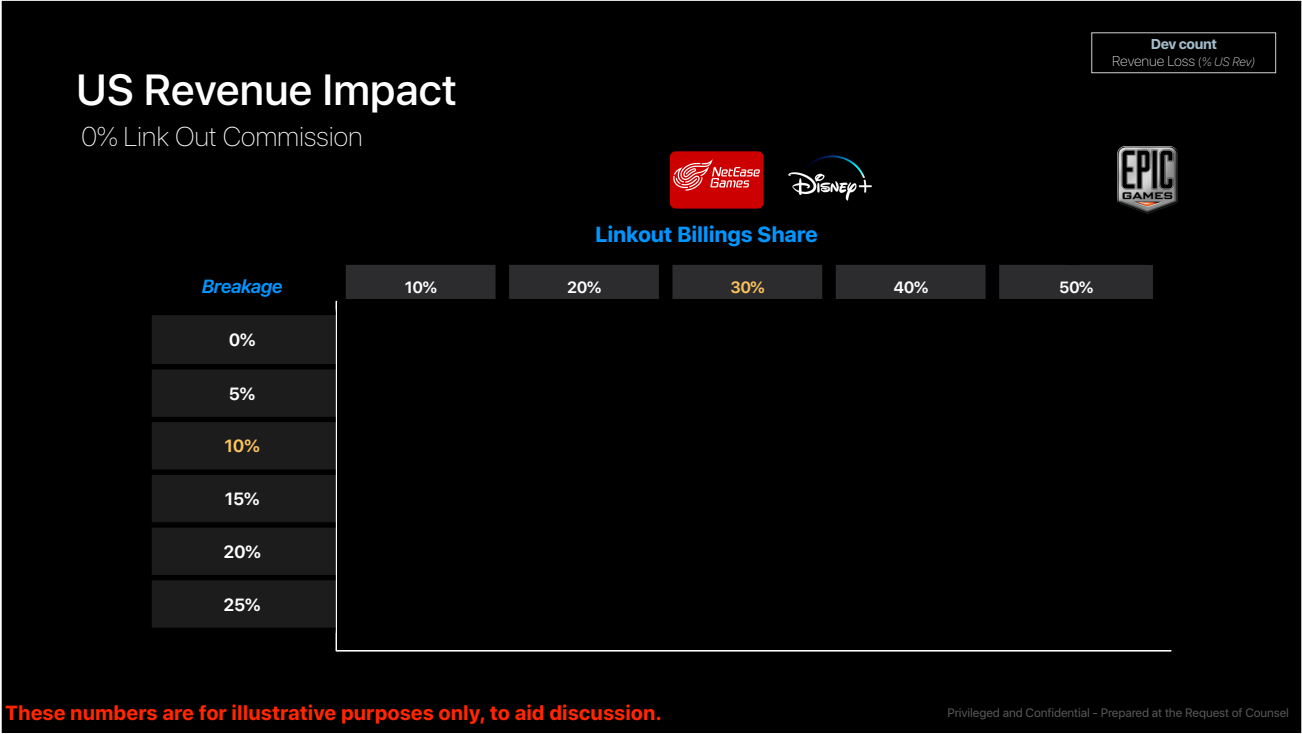 Dev count
Revenue Loss (% US Rev)
US Revenue Impact
0% Link Out Commission
NetEase
Games
Disney+
EPIC
GAMES
Linkout Billings Share
Breakage 10% 20% 30% 40% 50%
0%
5%
10%
15%
20%
25%
These numbers are for illustrative purposes only, to aid discussion.
Privileged and Confidential - Prepared at the Request of Counsel